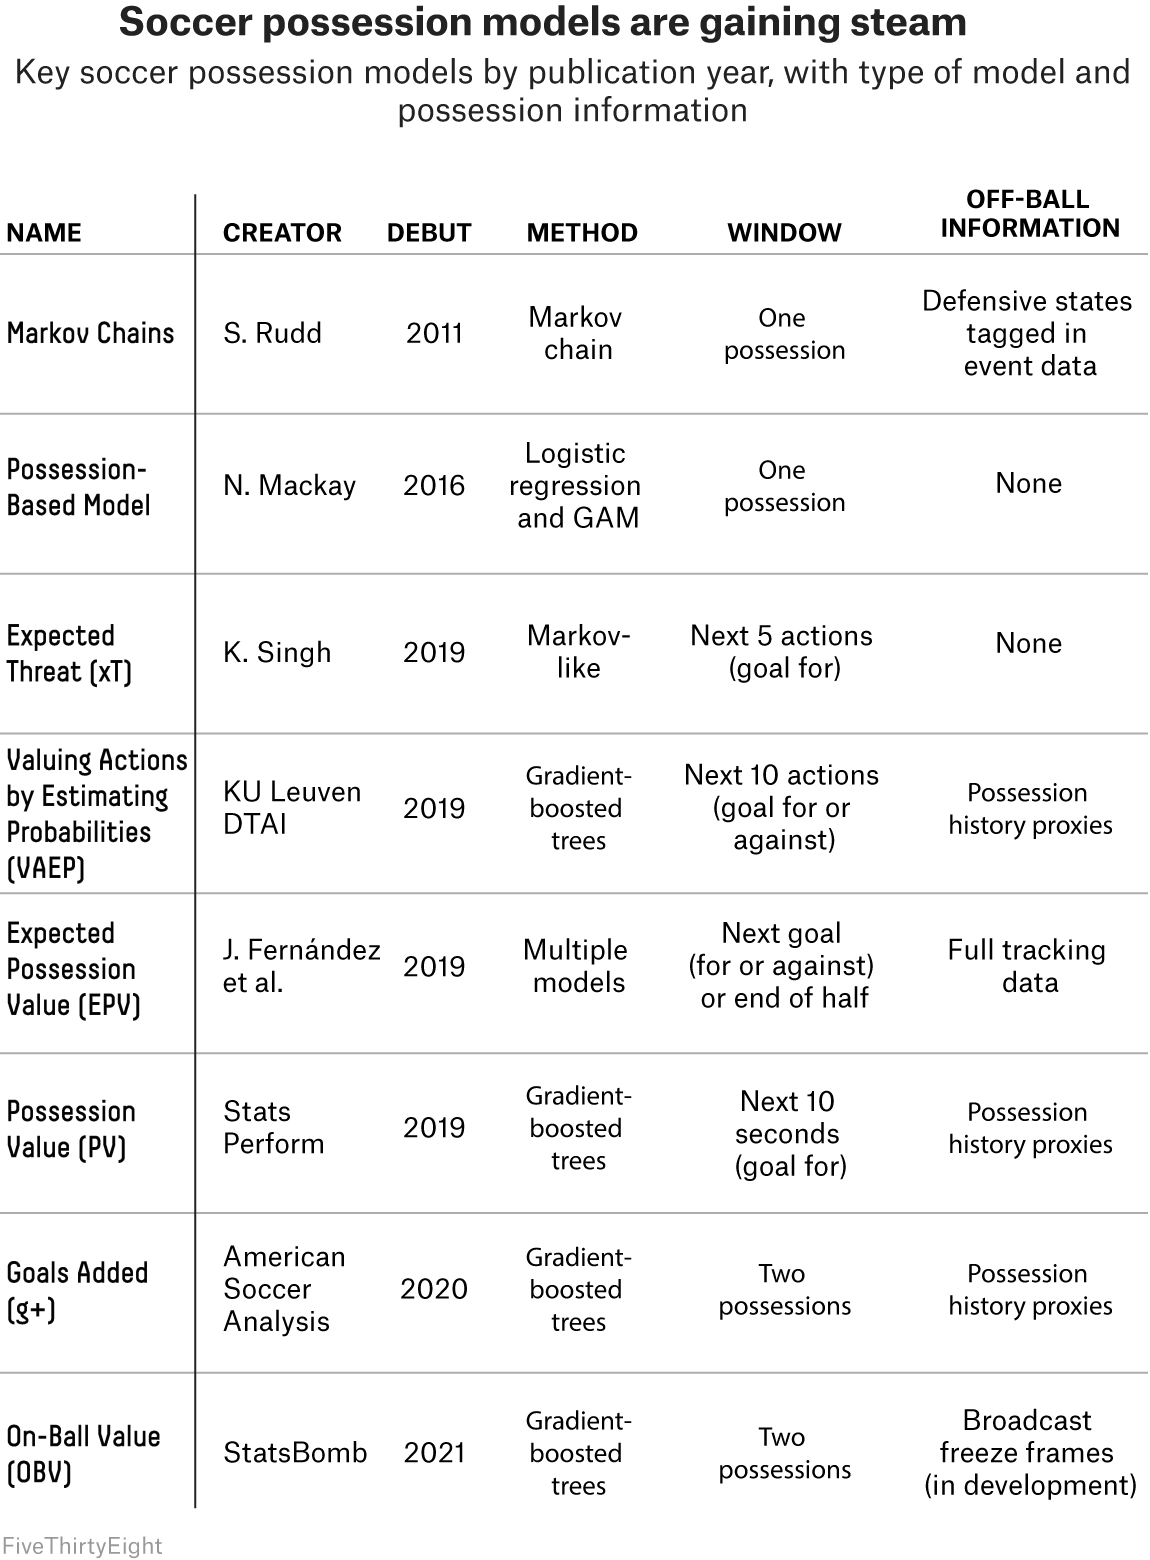 Soccer possession models are gaining steam
Key soccer possession models by publication year, with type of model and
possession information
NAME CREATOR DEBUT METHOD WINDOW OFF-BALL
INFORMATION
Markov Chains
S. Rudd
2011
Markov
chain
One
possession
Defensive states
tagged in
event data
Possession-
Based Model
N. Mackay
2016
Logistic
regression
and GAM
One
possession
None
Expected
Threat (xT)
K. Singh
2019
Markov-
like
Next 5 actions
(goal for)
None
Valuing Actions
by Estimating
Probabilities
(VAEP)
KU Leuven
DTAI
2019
Gradient-
boosted
trees
Next 10 actions
(goal for or
against)
Possession
history proxies
Expected
Possession
Value (EPV)
J. Fernández
et al.
2019
Multiple
models
Next goal
(for or against)
or end of half
Full tracking
data
Possession
Value (PV)
Stats
Perform
2019
Gradient-
boosted
trees
Next 10
seconds
(goal for)
Possession
history proxies
Goals Added
(g+)
American
Soccer
Analysis
2020
Gradient-
boosted
trees
Two
possessions
Possession
history proxies
On-Ball Value
(OBV)
StatsBomb
2021
Gradient-
boosted
trees
Two
possessions
Broadcast
freeze frames
(in development)
FiveThirtyEight